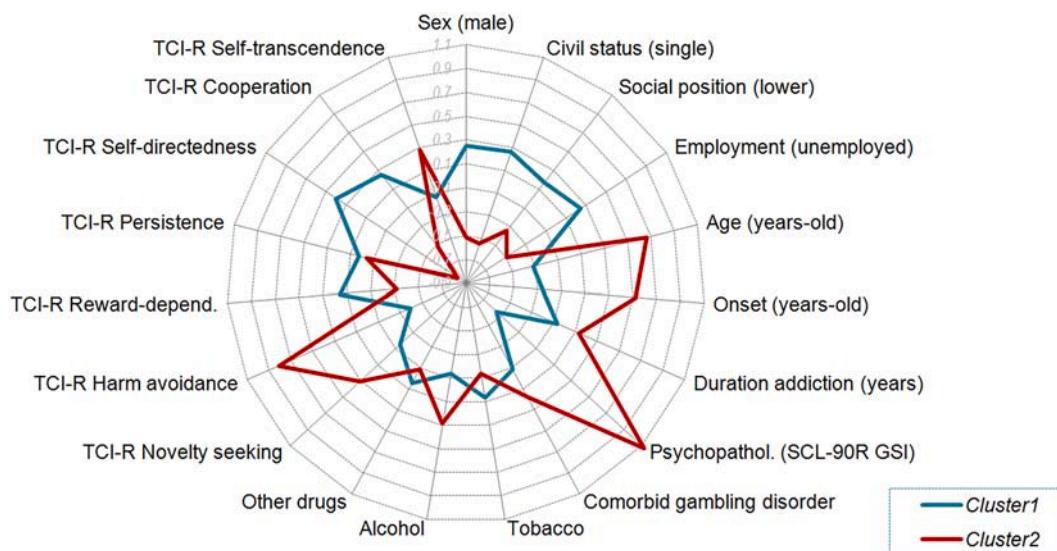 Sex (male)
TCI-R Self-transcendence
Civil status (single)
TCI-R Cooperation
Social position (lower)
TCI-R Self-directedness
Employment (unemployed)
TCI-R Persistence
Age (years-old)
TCI-R Reward-depend.
Onset (years-old)
TCI-R Harm avoidance
Duration addiction (years)
TCI-R Novelty seeking
Psychopathol. (SCL-90R GSI)
Other drugs
Comorbid gambling disorder
Alcohol
Tobacco
1.1
0.9
0.7
0.5
0.3
0.1
Cluster1
Cluster2